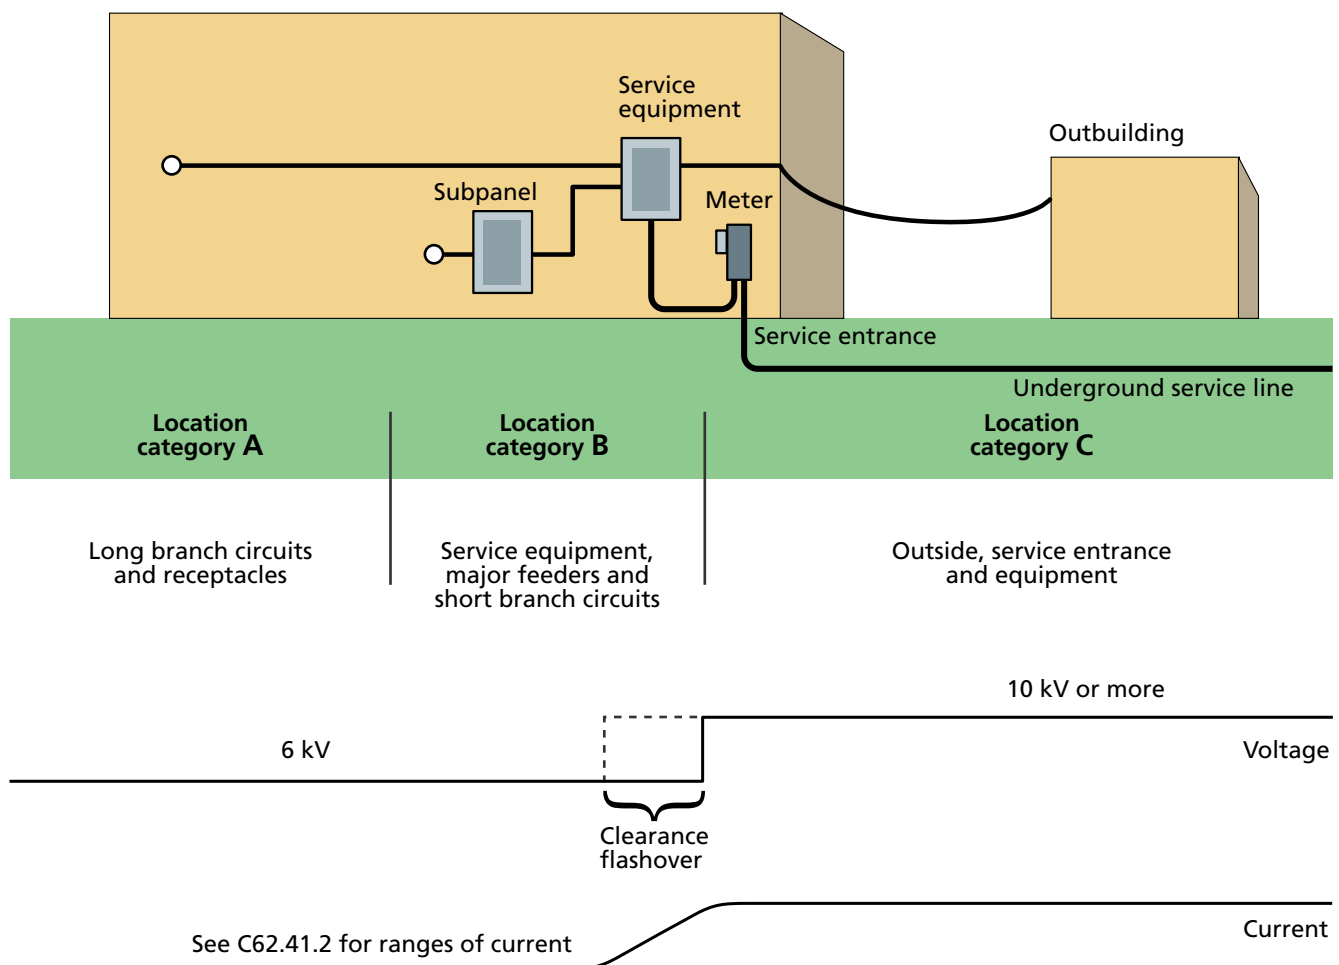 Service
equipment
Outbuilding
Subpanel
Meter
Service entrance
Underground service line
Location
category A
Location
category B
Location
category C
Long branch circuits
and receptacles
Service equipment,
major feeders and
short branch circuits
Outside, service entrance
and equipment
10 kV or more
6 kV
Voltage
Clearance
flashover
Current
See C62.41.2 for ranges of current